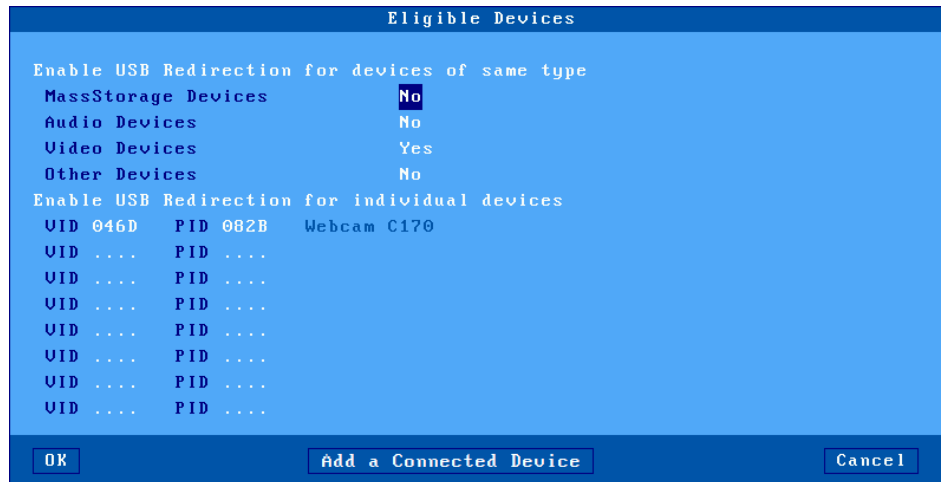 Eligible Devices
Enable USB Redirection for devices of same type
MassStorage Devices No
Audio Devices No
Video Devices Yes
Other Devices No
Enable USB Redirection for individual devices
VID 046D PID 082B Webcam C170
VID .... PID ....
VID .... PID ....
VID .... PID ....
VID .... PID ....
VID .... PID ....
VID .... PID ....
VID .... PID ....
OK Add a Connected Device Cancel